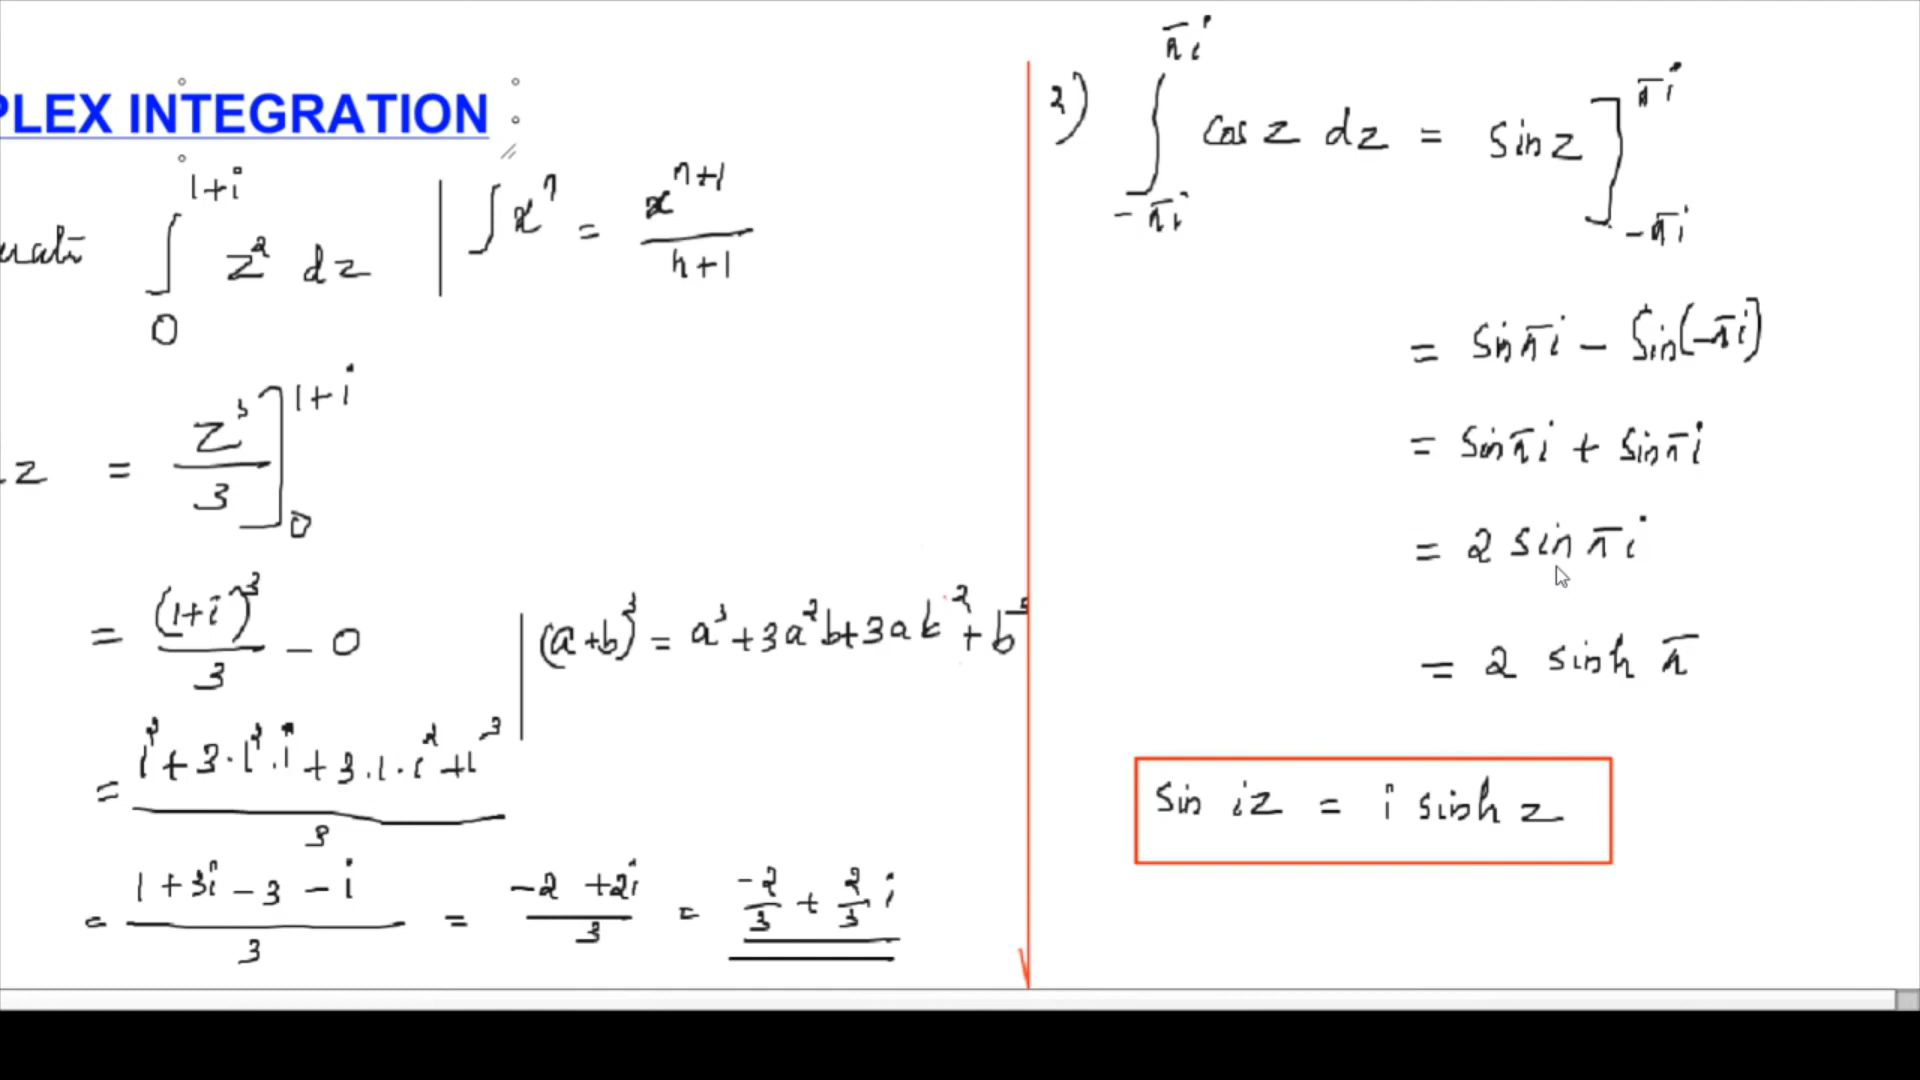 PLEX INTEGRATION
∫_0^{1+i} z² dz | ∫x^n = x^{n+1}/(n+1)
z = z³/3 ]_0^{1+i}
= (1+i)³/3 − 0 | (a+b)³ = a³+3a²b+3ab²+b³
= (1³+3·1²·i+3·1·i²+i³)/3
= (1+3i−3−i)/3 = (−2+2i)/3 = −2/3 + 2/3 i
2) ∫_{−πi}^{πi} cos z dz = sin z ]_{−πi}^{πi}
= sin πi − sin(−πi)
= sin πi + sin πi
= 2 sin πi
= 2 sinh π
sin iz = i sinh z